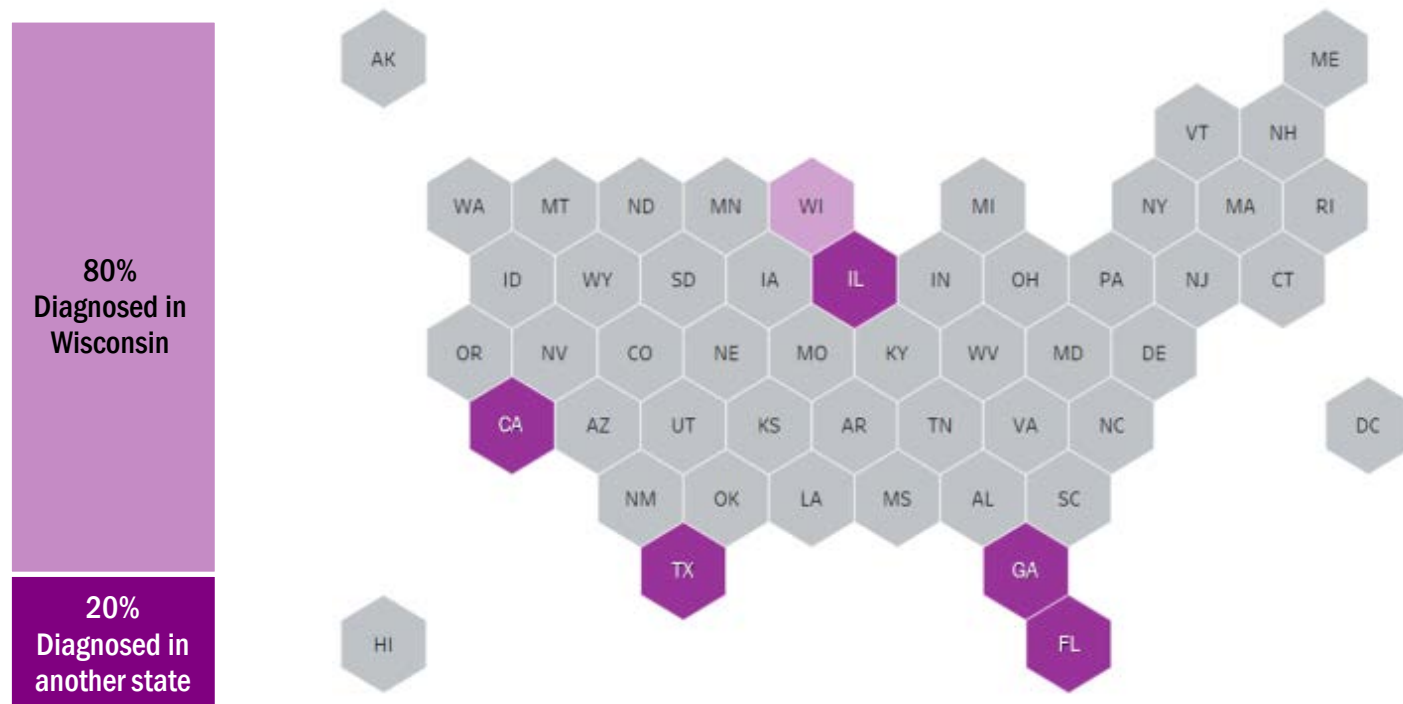 80%
Diagnosed in
Wisconsin
20%
Diagnosed in
another state
AK
ME
VT NH
WA MT ND MN WI MI NY MA RI
ID WY SD IA IL IN OH PA NJ CT
OR NV CO NE MO KY WV MD DE
CA AZ UT KS AR TN VA NC DC
NM OK LA MS AL SC
TX GA
HI FL